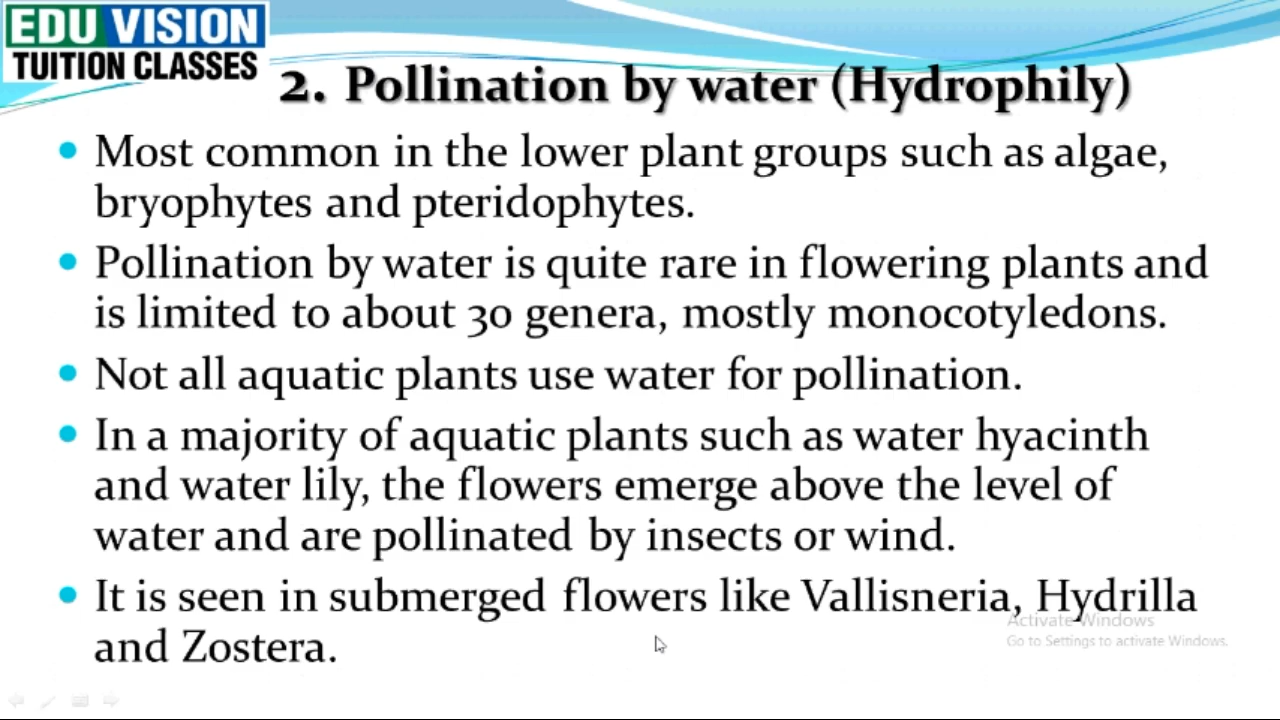 EDU VISION
TUITION CLASSES
2. Pollination by water (Hydrophily)
• Most common in the lower plant groups such as algae,
bryophytes and pteridophytes.
• Pollination by water is quite rare in flowering plants and
is limited to about 30 genera, mostly monocotyledons.
• Not all aquatic plants use water for pollination.
• In a majority of aquatic plants such as water hyacinth
and water lily, the flowers emerge above the level of
water and are pollinated by insects or wind.
• It is seen in submerged flowers like Vallisneria, Hydrilla
and Zostera.
Activate Windows
Go to Settings to activate Windows.